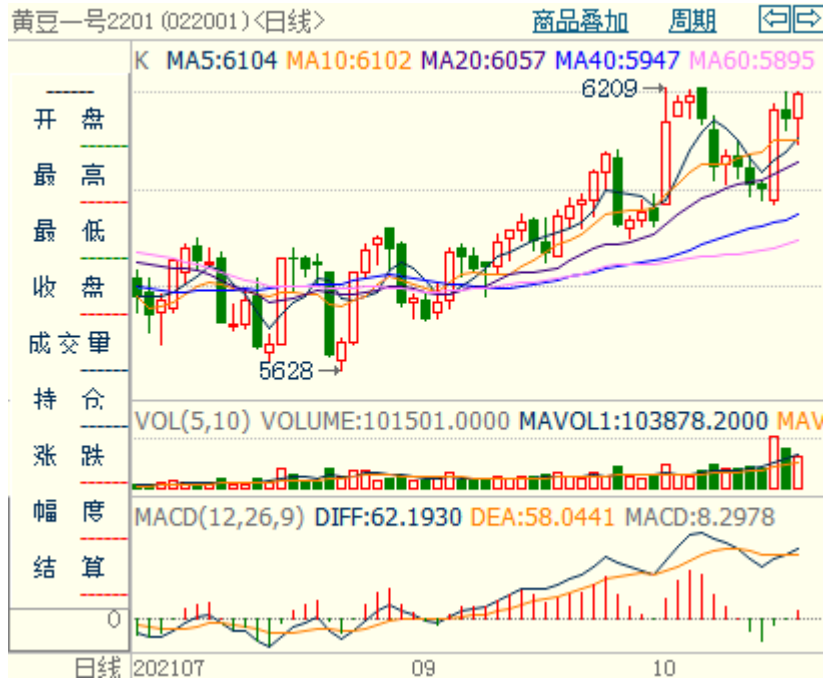 黄豆一号2201(022001)<日线> 商品叠加 周期
K MA5:6104 MA10:6102 MA20:6057 MA40:5947 MA60:5895
6209
开 盘
最 高
最 低
收 盘
成交量
5628
持 仓
VOL(5,10) VOLUME:101501.0000 MAVOL1:103878.2000 MAV
涨 跌
幅 度
MACD(12,26,9) DIFF:62.1930 DEA:58.0441 MACD:8.2978
结 算
0
日线 202107 09 10